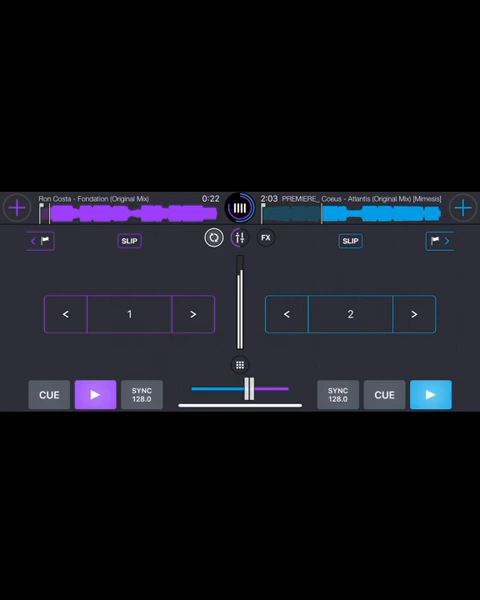 Ron Costa - Fondation (Original Mix) 0:22
2:03 PREMIERE_ Coeus - Atlantis (Original Mix) [Mimesis]
SLIP FX SLIP
1 2
CUE SYNC 128.0 SYNC 128.0 CUE